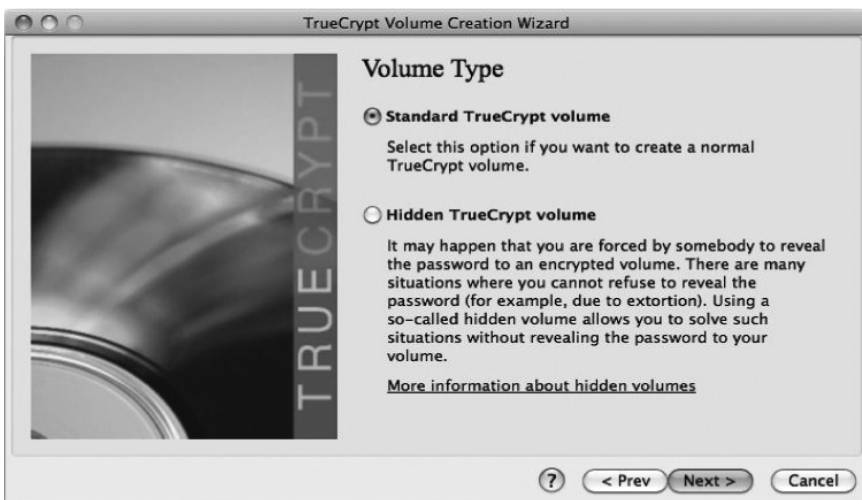 TrueCrypt Volume Creation Wizard
TRUECRYPT
Volume Type
Standard TrueCrypt volume
Select this option if you want to create a normal
TrueCrypt volume.
Hidden TrueCrypt volume
It may happen that you are forced by somebody to reveal
the password to an encrypted volume. There are many
situations where you cannot refuse to reveal the
password (for example, due to extortion). Using a
so-called hidden volume allows you to solve such
situations without revealing the password to your
volume.
More information about hidden volumes
?
< Prev
Next >
Cancel